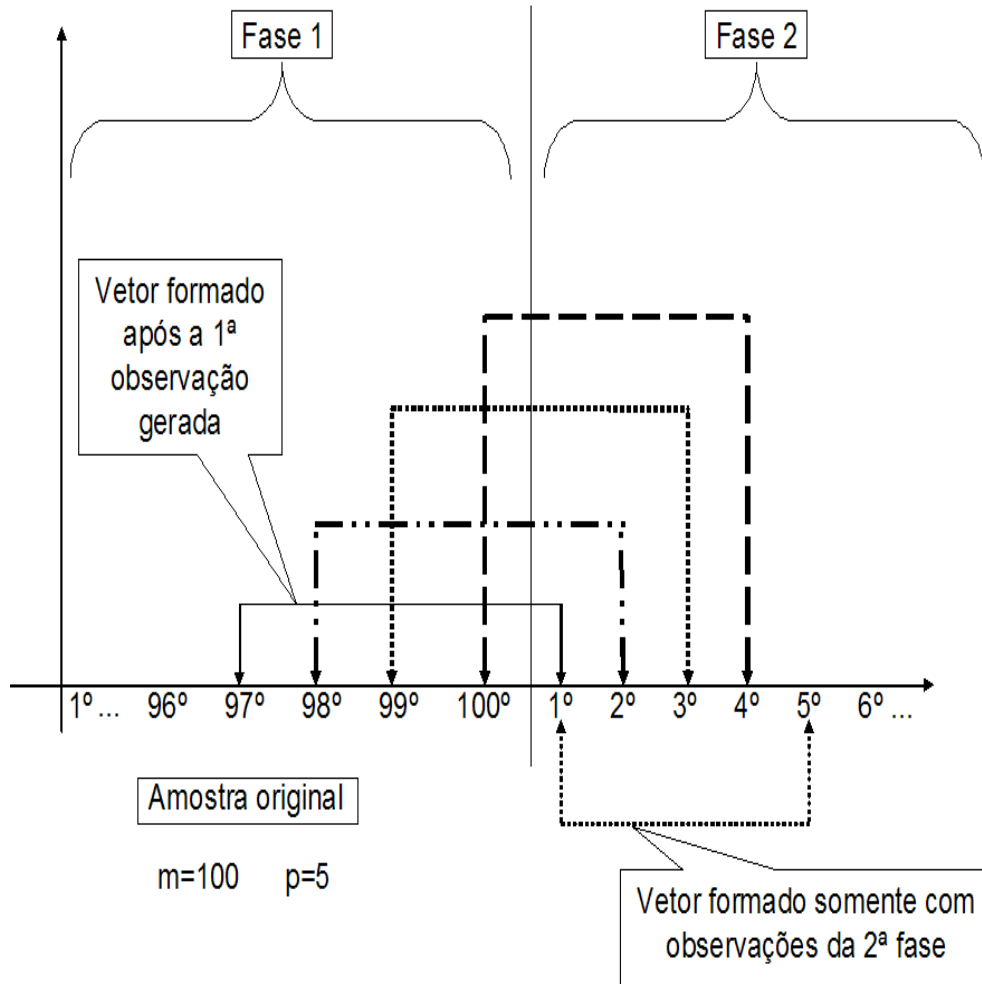 Fase 1
Fase 2
Vetor formado
após a 1ª
observação
gerada
1º ... 96º 97º 98º 99º 100º 1º 2º 3º 4º 5º 6º ...
Amostra original
m=100 p=5
Vetor formado somente com
observações da 2ª fase